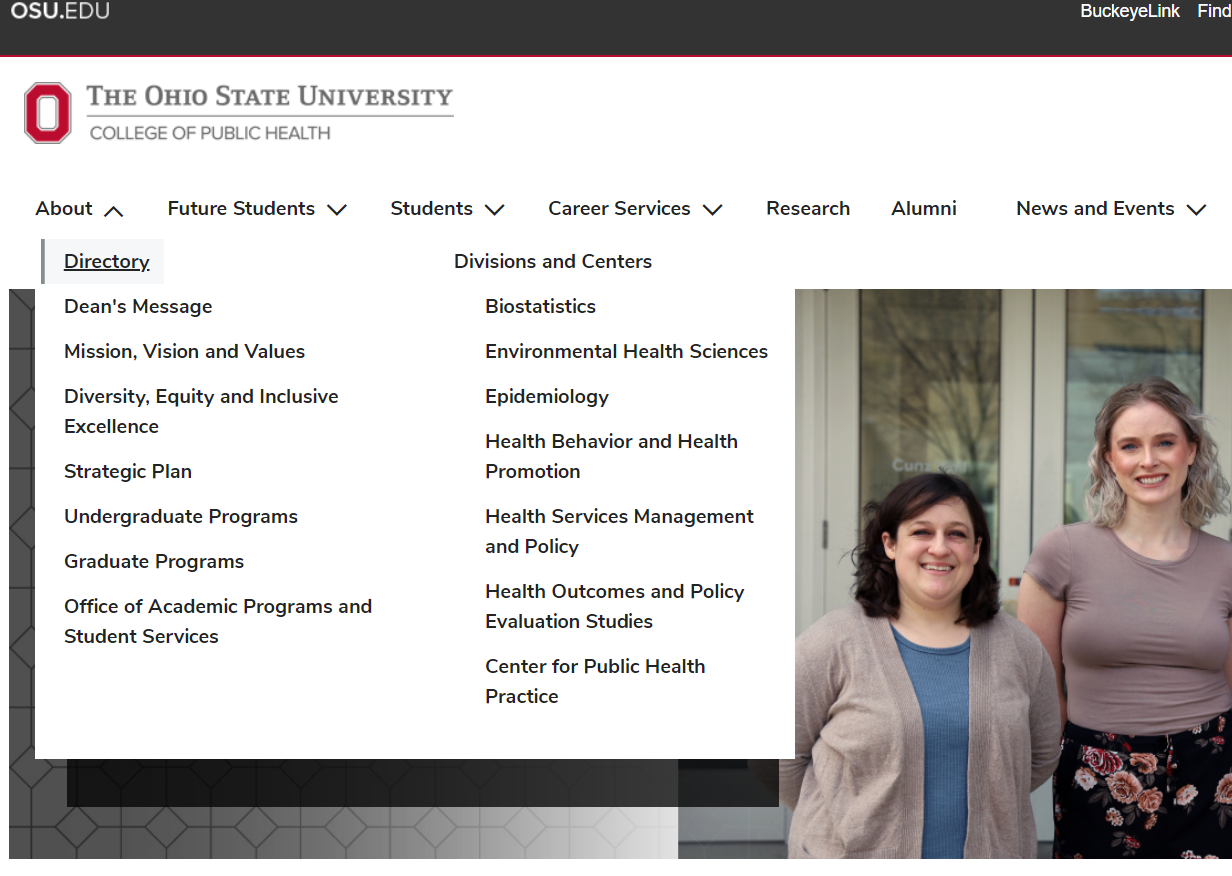 OSU.EDU
BuckeyeLink Find
THE OHIO STATE UNIVERSITY
COLLEGE OF PUBLIC HEALTH
About Future Students Students Career Services Research Alumni News and Events
Directory
Dean's Message
Mission, Vision and Values
Diversity, Equity and Inclusive
Excellence
Strategic Plan
Undergraduate Programs
Graduate Programs
Office of Academic Programs and
Student Services
Divisions and Centers
Biostatistics
Environmental Health Sciences
Epidemiology
Health Behavior and Health
Promotion
Health Services Management
and Policy
Health Outcomes and Policy
Evaluation Studies
Center for Public Health
Practice